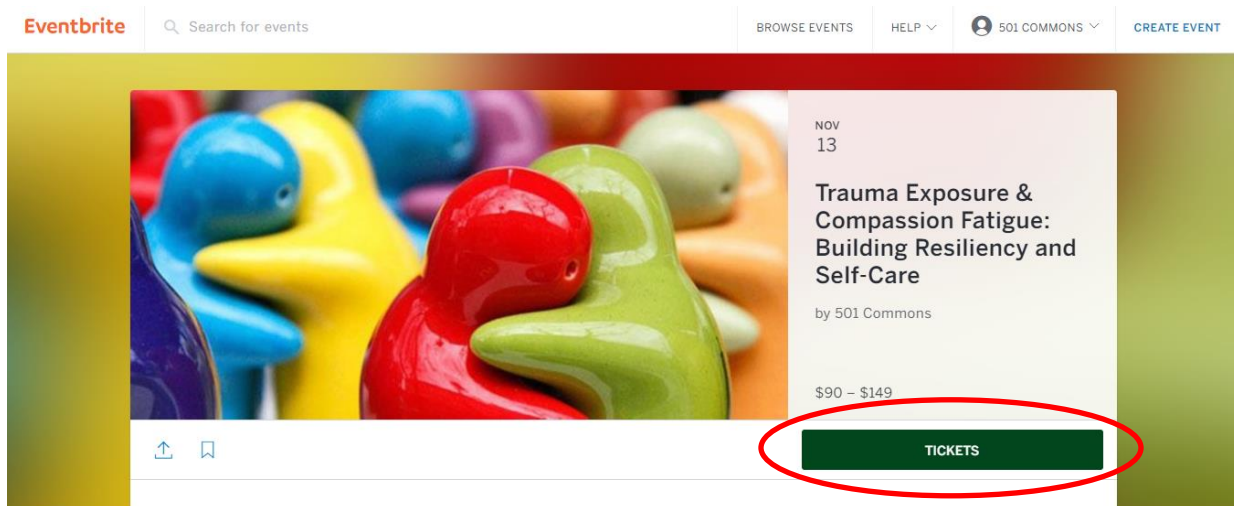 Eventbrite
Search for events
BROWSE EVENTS
HELP
501 COMMONS
CREATE EVENT
NOV
13
Trauma Exposure &
Compassion Fatigue:
Building Resiliency and
Self-Care
by 501 Commons
$90 – $149
TICKETS